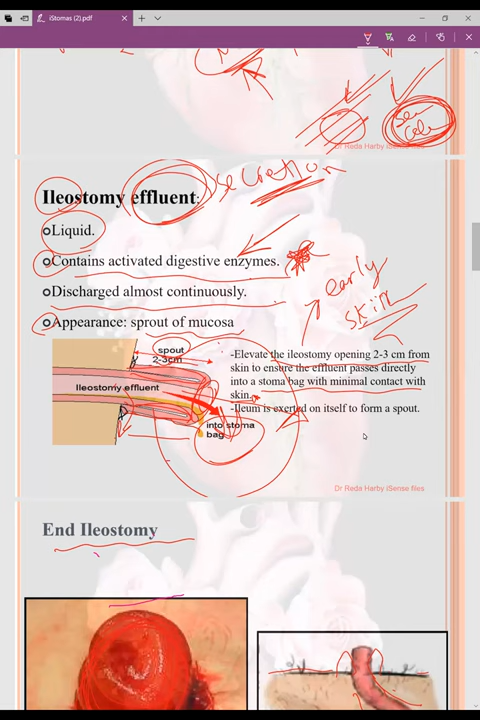 iStomas (2).pdf
Dr Reda Harby iSense files
Ileostomy effluent:
secretion
Liquid.
Contains activated digestive enzymes.
Discharged almost continuously.
early
skin
Appearance: sprout of mucosa
spout
2-3cm
Ileostomy effluent
into stoma
bag
-Elevate the ileostomy opening 2-3 cm from
skin to ensure the effluent passes directly
into a stoma bag with minimal contact with
skin.
-Ileum is exerted on itself to form a spout.
Dr Reda Harby iSense files
End Ileostomy